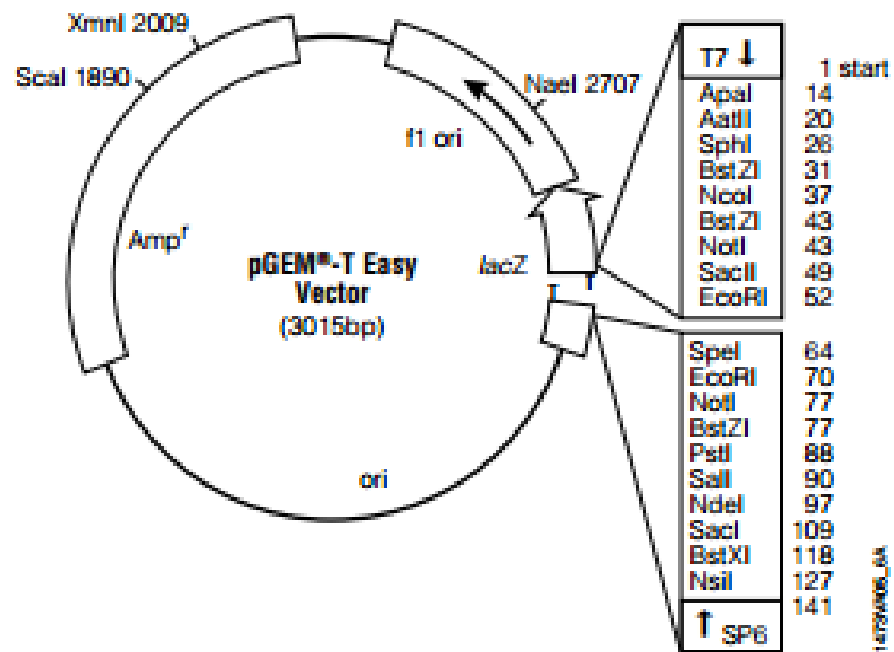 XmnI 2009
ScaI 1890
NaeI 2707
f1 ori
Ampʳ
pGEM®-T Easy
Vector
(3015bp)
lacZ
T T
ori
T7 ↓
1 start
ApaI 14
AatII 20
SphI 26
BstZI 31
NcoI 37
BstZI 43
NotI 43
SacII 49
EcoRI 52
SpeI 64
EcoRI 70
NotI 77
BstZI 77
PstI 88
SalI 90
NdeI 97
SacI 109
BstXI 118
NsiI 127
141
↑ SP6